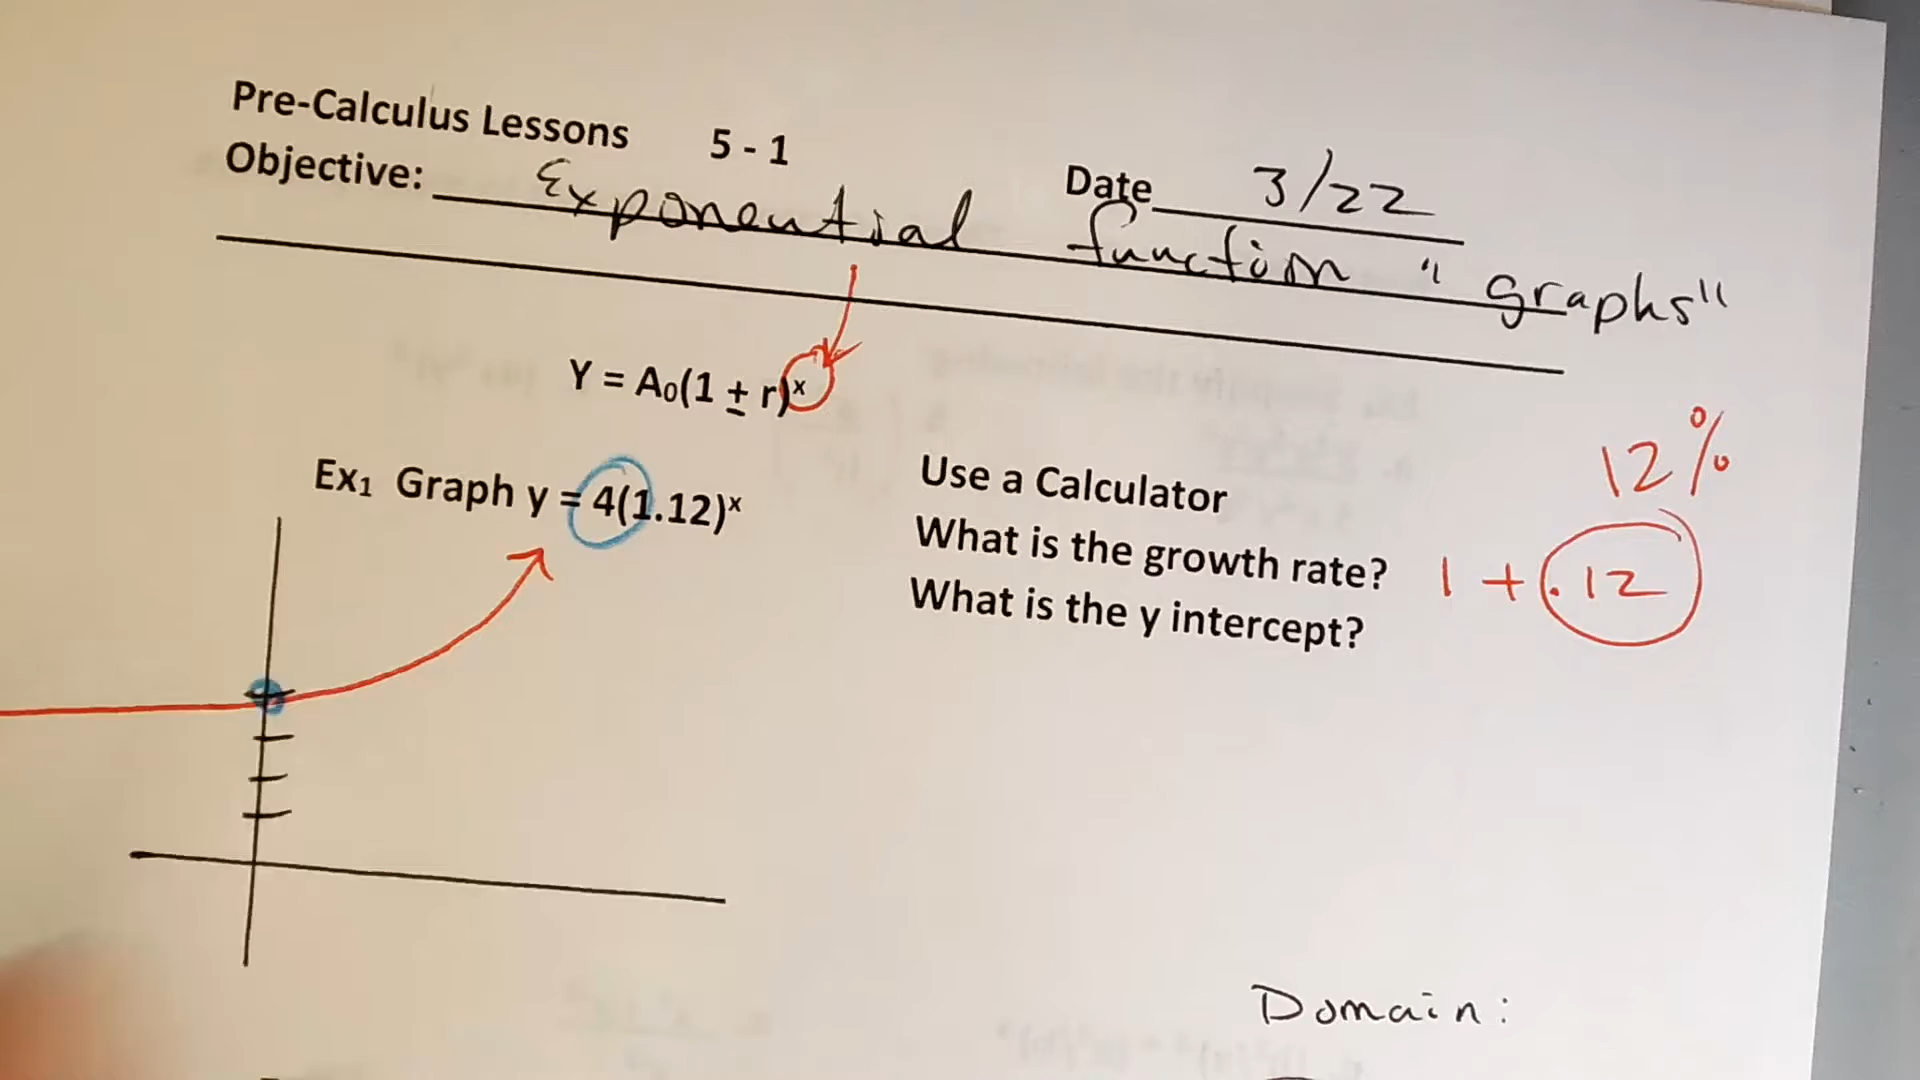 Pre-Calculus Lessons 5 - 1
Objective: Exponential function "graphs"
Date 3/22
Y = A₀(1 ± r)ˣ
Ex₁ Graph y = 4(1.12)ˣ
Use a Calculator
12%
What is the growth rate? 1 + .12
What is the y intercept?
Domain: